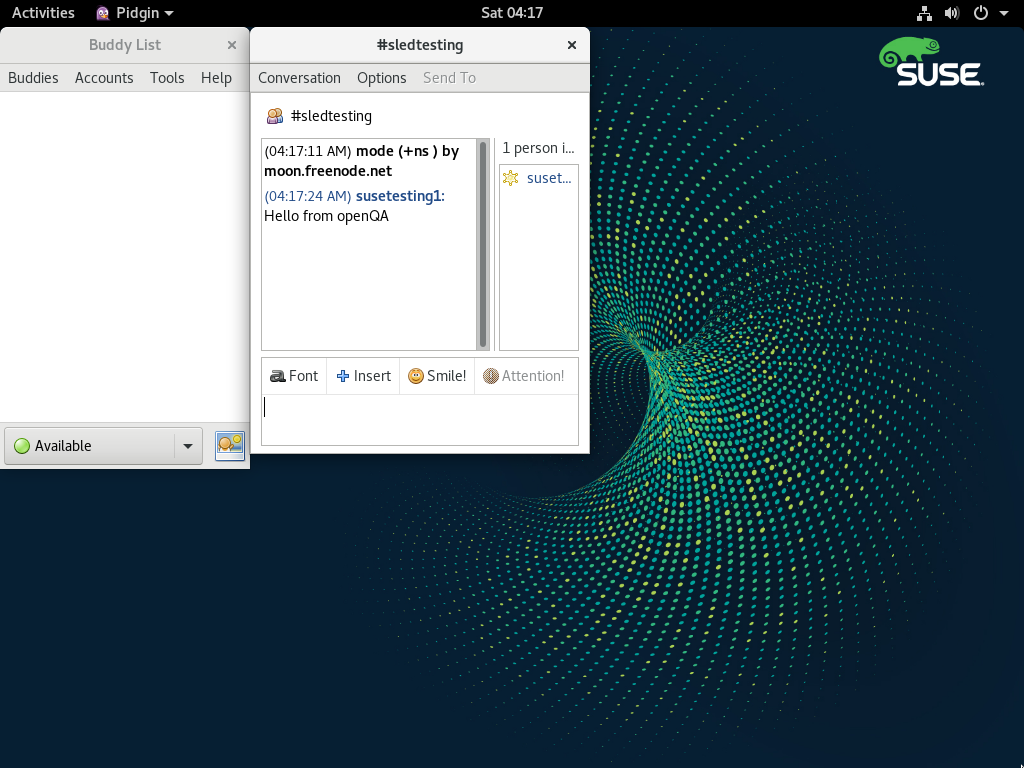 Activities Pidgin Sat 04:17
Buddy List
Buddies Accounts Tools Help
Available
#sledtesting
Conversation Options Send To
#sledtesting
(04:17:11 AM) mode (+ns ) by
moon.freenode.net
(04:17:24 AM) susetesting1:
Hello from openQA
1 person i...
suset...
Font Insert Smile! Attention!
SUSE